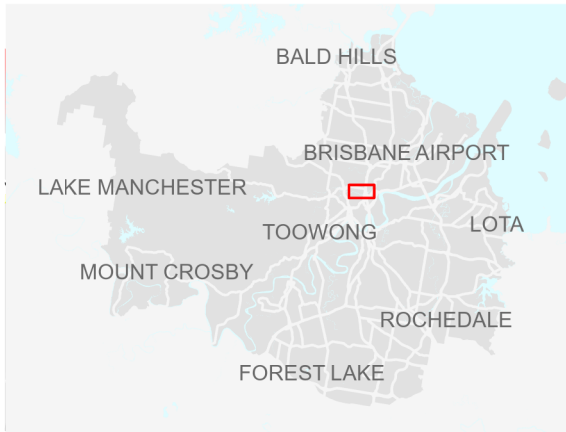 BALD HILLS
BRISBANE AIRPORT
LAKE MANCHESTER
LOTA
TOOWONG
MOUNT CROSBY
ROCHEDALE
FOREST LAKE